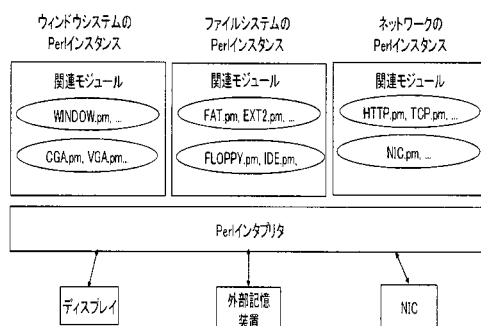 ウィンドウシステムの
Perlインスタンス
ファイルシステムの
Perlインスタンス
ネットワークの
Perlインスタンス
関連モジュール
WINDOW.pm, ...
CGA.pm, VGA.pm...
関連モジュール
FAT.pm, EXT2.pm, ...
FLOPPY.pm, IDE.pm,
関連モジュール
HTTP.pm, TCP.pm, ...
NIC.pm, ...
Perlインタプリタ
ディスプレイ
外部記憶
装置
NIC